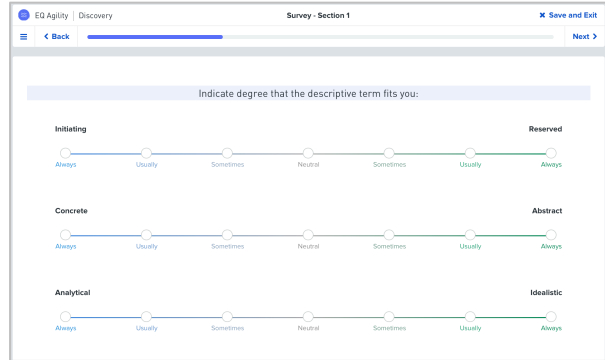 EQ Agility | Discovery Survey - Section 1 ✖ Save and Exit
☰ ❮ Back Next ❯
Indicate degree that the descriptive term fits you:
Initiating Reserved
Always Usually Sometimes Neutral Sometimes Usually Always
Concrete Abstract
Always Usually Sometimes Neutral Sometimes Usually Always
Analytical Idealistic
Always Usually Sometimes Neutral Sometimes Usually Always